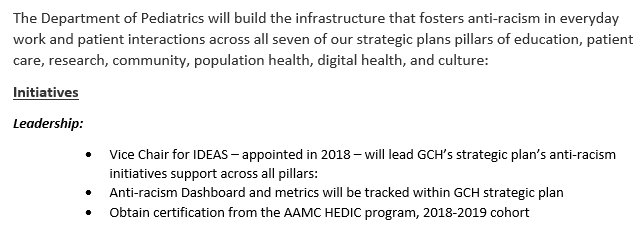 The Department of Pediatrics will build the infrastructure that fosters anti-racism in everyday
work and patient interactions across all seven of our strategic plans pillars of education, patient
care, research, community, population health, digital health, and culture:
Initiatives
Leadership:
• Vice Chair for IDEAS – appointed in 2018 – will lead GCH’s strategic plan’s anti-racism
initiatives support across all pillars:
• Anti-racism Dashboard and metrics will be tracked within GCH strategic plan
• Obtain certification from the AAMC HEDIC program, 2018-2019 cohort